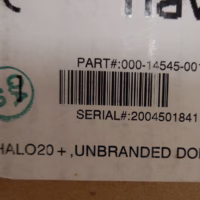 PART#:000-14545-001
SERIAL#:2004501841
HALO20+,UNBRANDED DO